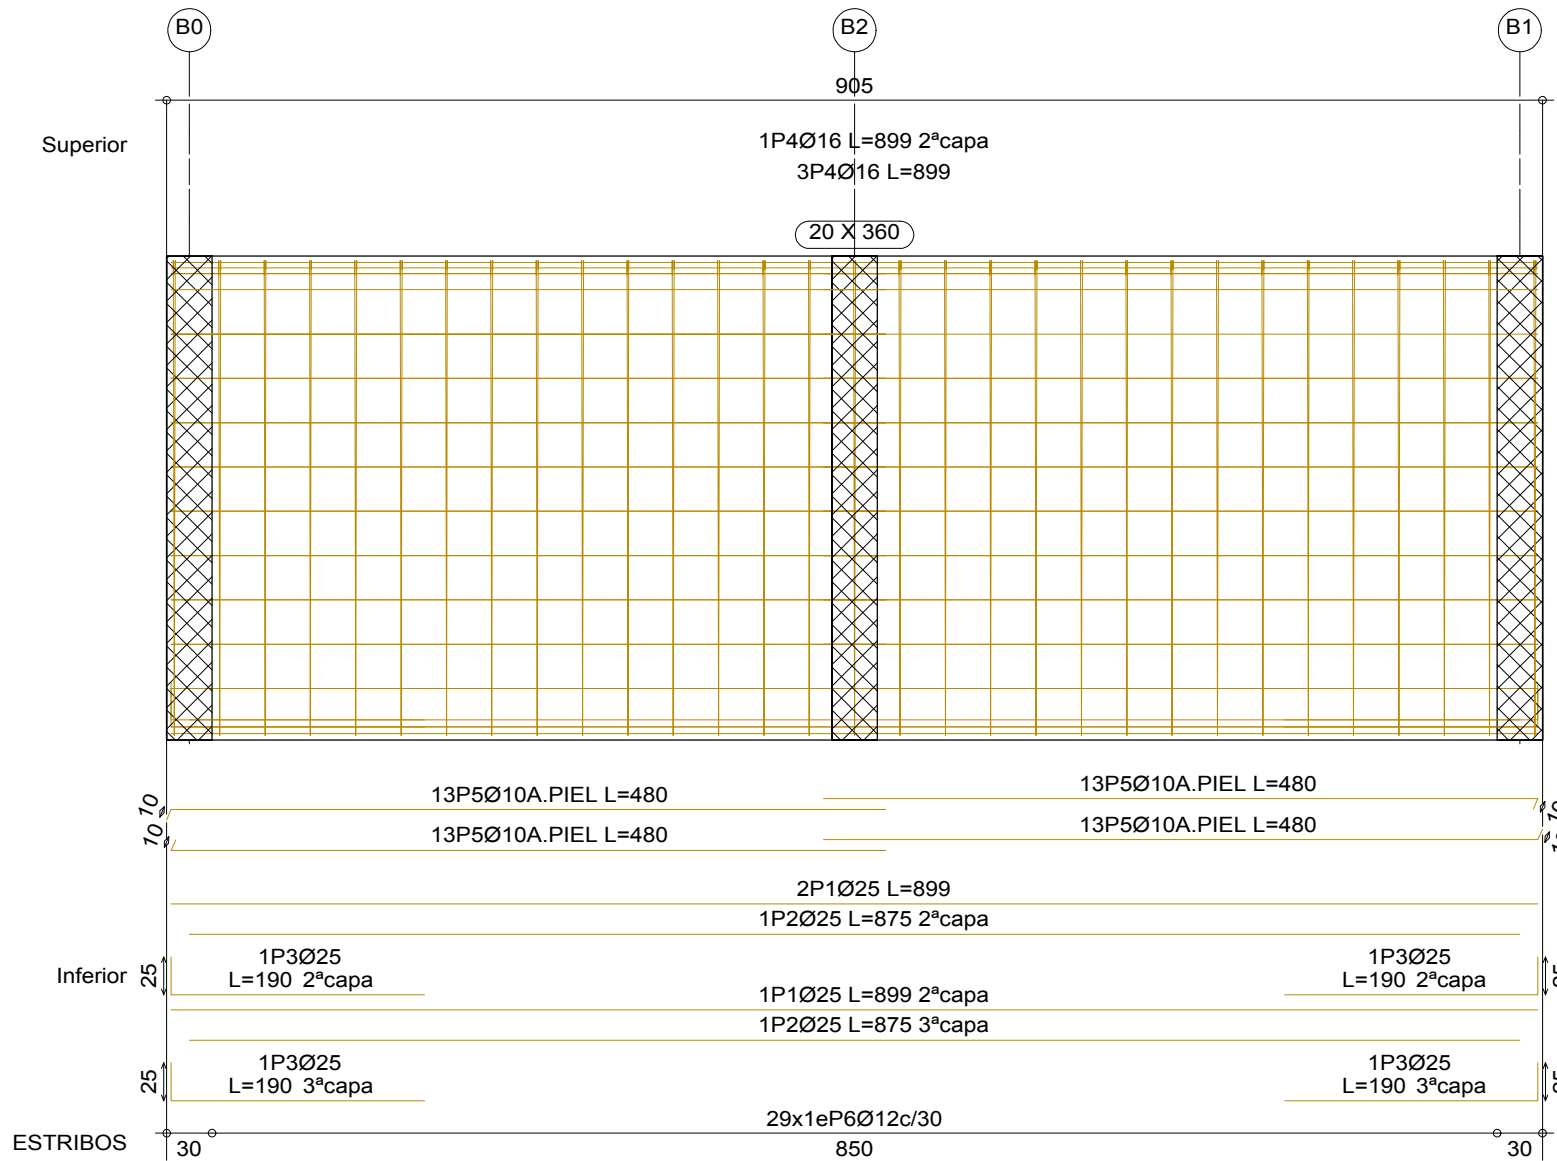 B0
B2
B1
905
Superior
1P4Ø16 L=899 2ªcapa
3P4Ø16 L=899
20 X 360
13P5Ø10A.PIEL L=480
13P5Ø10A.PIEL L=480
10
10
13P5Ø10A.PIEL L=480
13P5Ø10A.PIEL L=480
10
2P1Ø25 L=899
1P2Ø25 L=875 2ªcapa
Inferior
25
1P3Ø25
L=190 2ªcapa
1P3Ø25
L=190 2ªcapa
25
1P1Ø25 L=899 2ªcapa
1P2Ø25 L=875 3ªcapa
25
1P3Ø25
L=190 3ªcapa
1P3Ø25
L=190 3ªcapa
25
29x1eP6Ø12c/30
ESTRIBOS
30
850
30